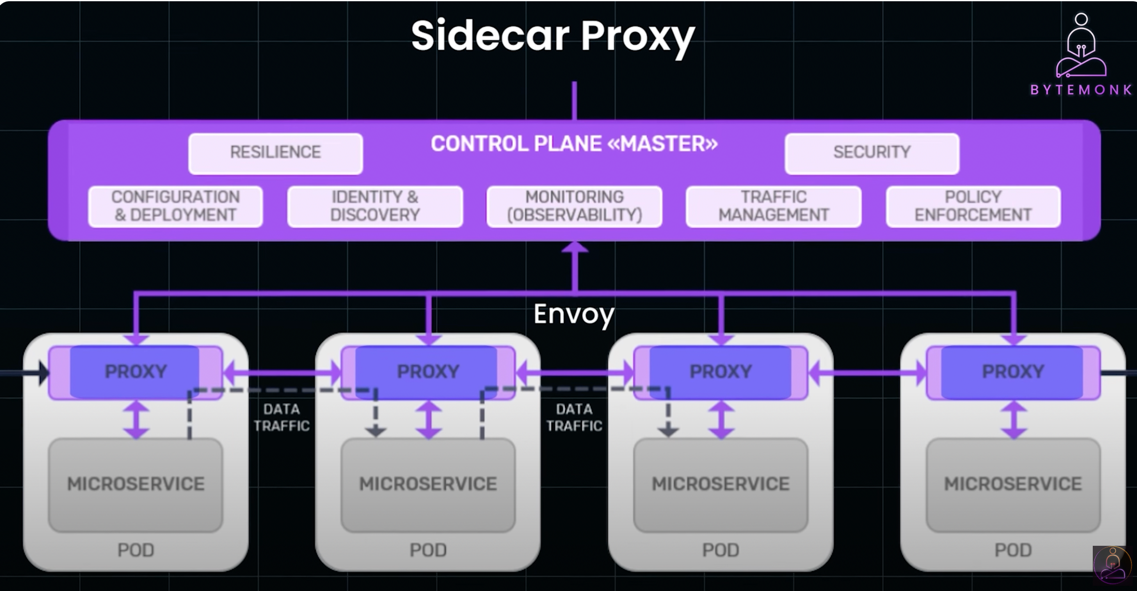 Sidecar Proxy
BYTEMONK
CONTROL PLANE «MASTER»
RESILIENCE
SECURITY
CONFIGURATION
& DEPLOYMENT
IDENTITY &
DISCOVERY
MONITORING
(OBSERVABILITY)
TRAFFIC
MANAGEMENT
POLICY
ENFORCEMENT
Envoy
PROXY
PROXY
PROXY
PROXY
DATA
TRAFFIC
DATA
TRAFFIC
MICROSERVICE
MICROSERVICE
MICROSERVICE
MICROSERVICE
POD
POD
POD
POD